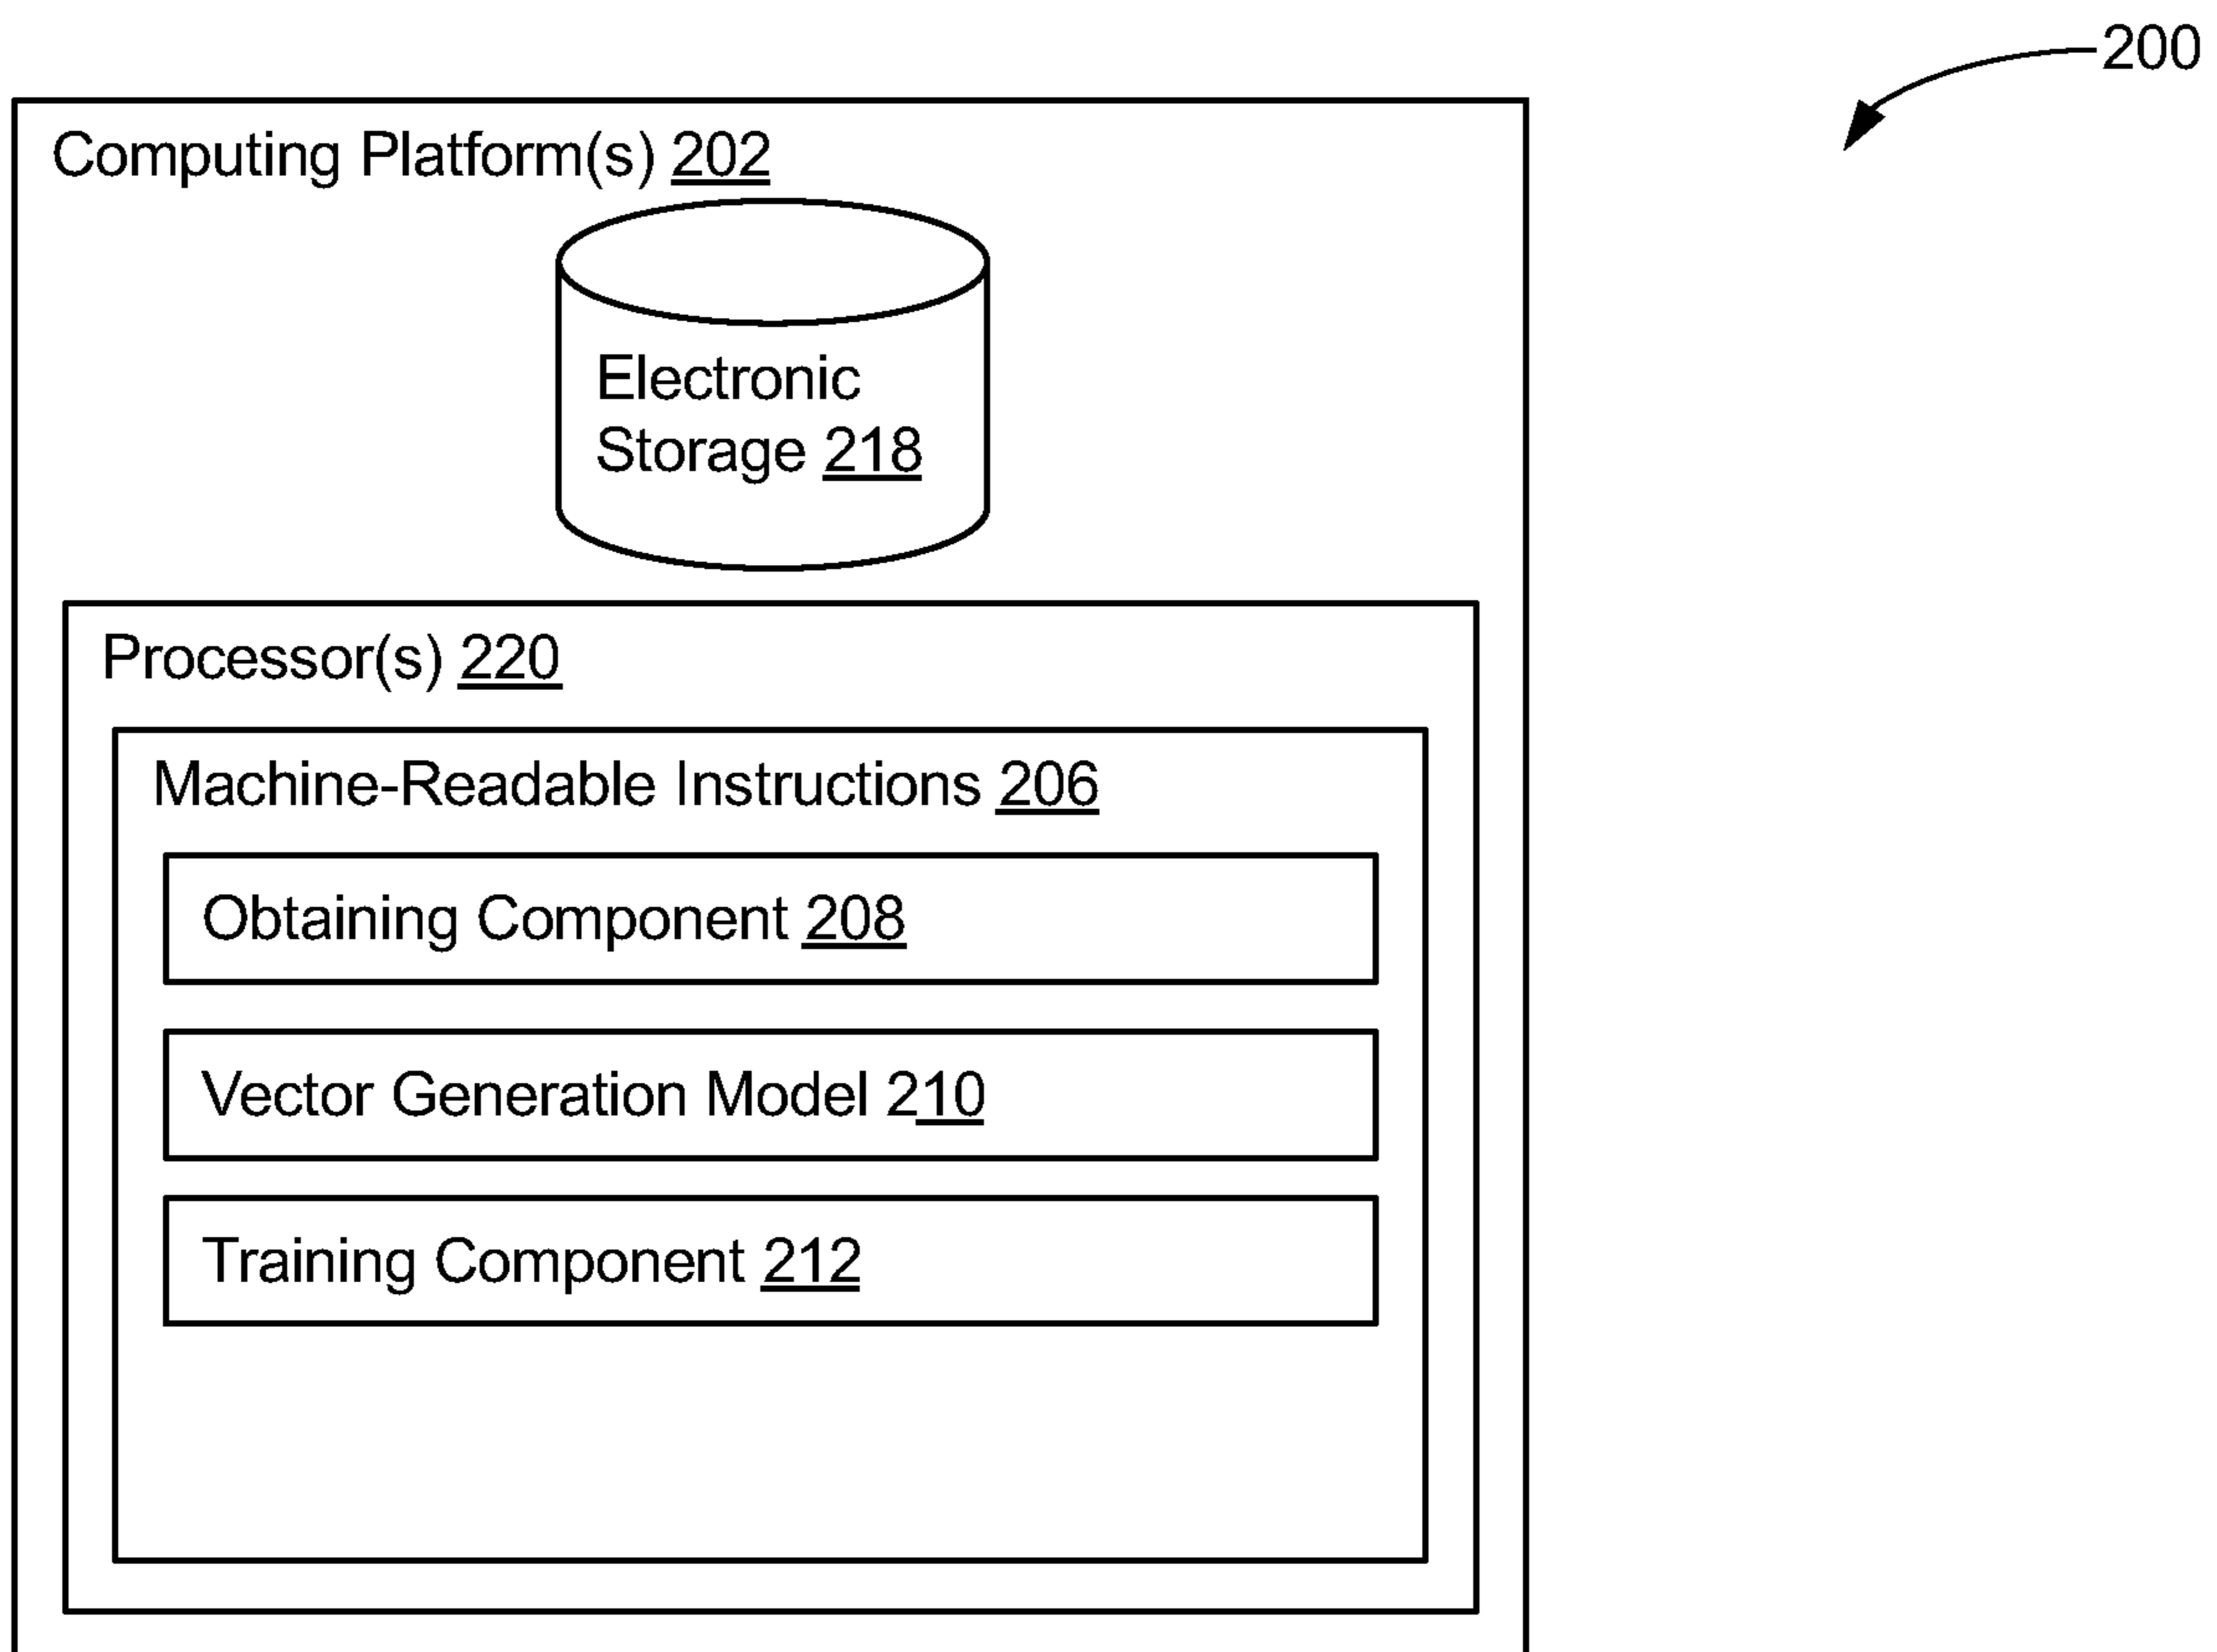 200
Computing Platform(s) 202
Electronic
Storage 218
Processor(s) 220
Machine-Readable Instructions 206
Obtaining Component 208
Vector Generation Model 210
Training Component 212